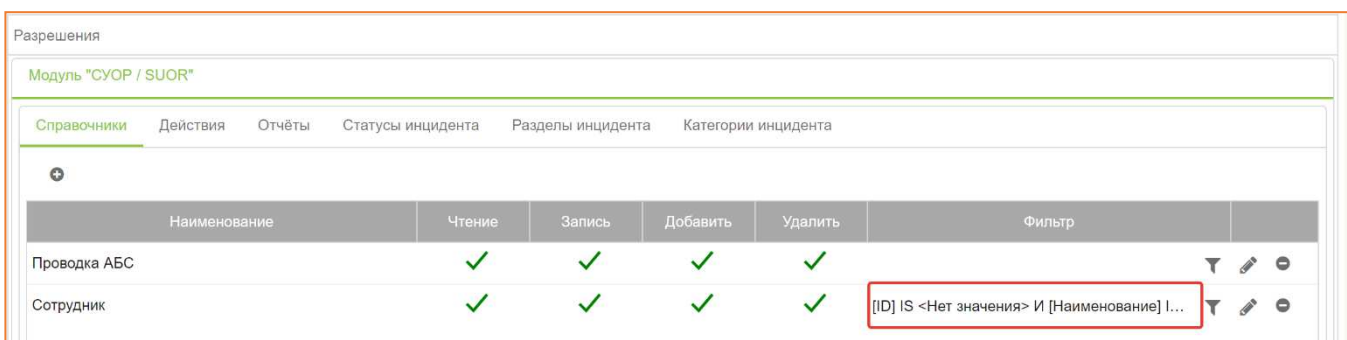 Разрешения
Модуль "СУОР / SUOR"
Справочники Действия Отчёты Статусы инцидента Разделы инцидента Категории инцидента
Наименование Чтение Запись Добавить Удалить Фильтр
Проводка АБС
Сотрудник [ID] IS <Нет значения> И [Наименование] I...